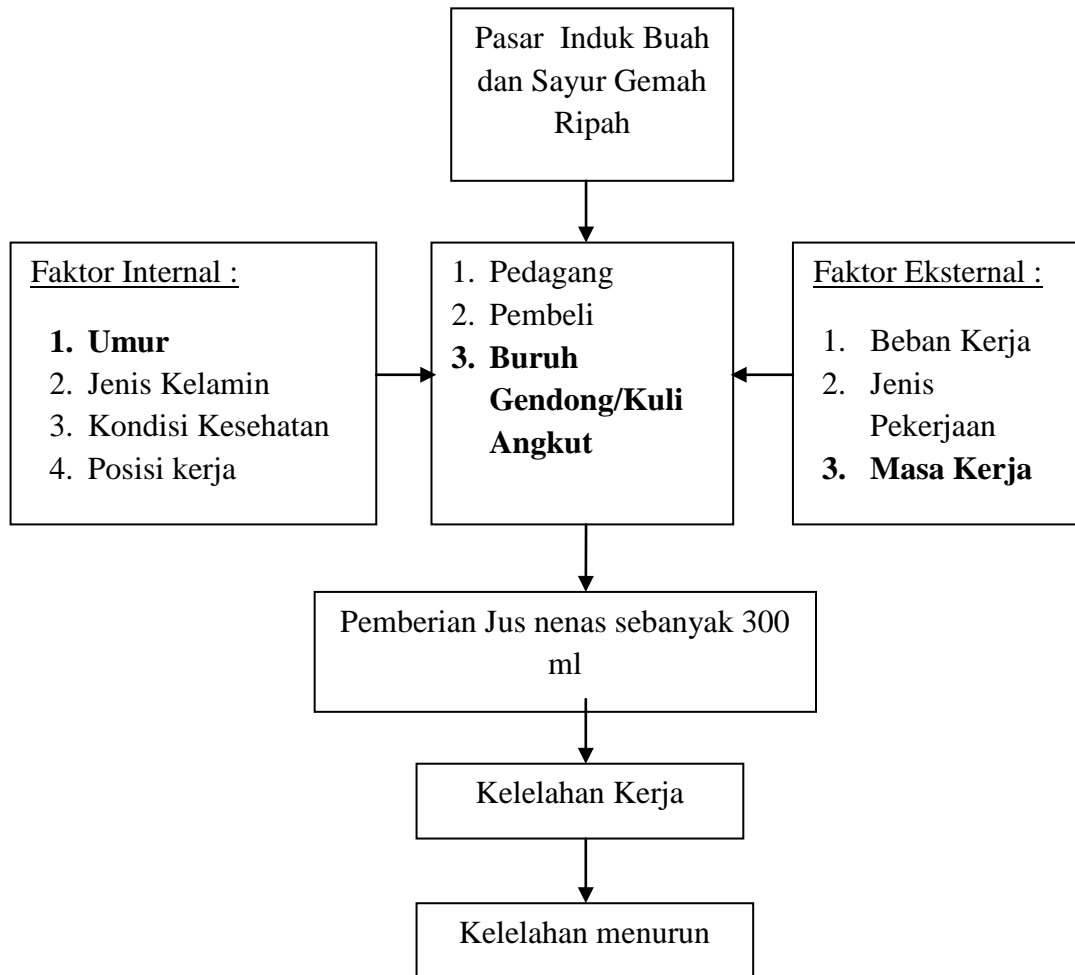 Pasar Induk Buah
dan Sayur Gemah
Ripah
Faktor Internal :
1. Umur
2. Jenis Kelamin
3. Kondisi Kesehatan
4. Posisi kerja
1. Pedagang
2. Pembeli
3. Buruh
Gendong/Kuli
Angkut
Faktor Eksternal :
1. Beban Kerja
2. Jenis
Pekerjaan
3. Masa Kerja
Pemberian Jus nenas sebanyak 300
ml
Kelelahan Kerja
Kelelahan menurun